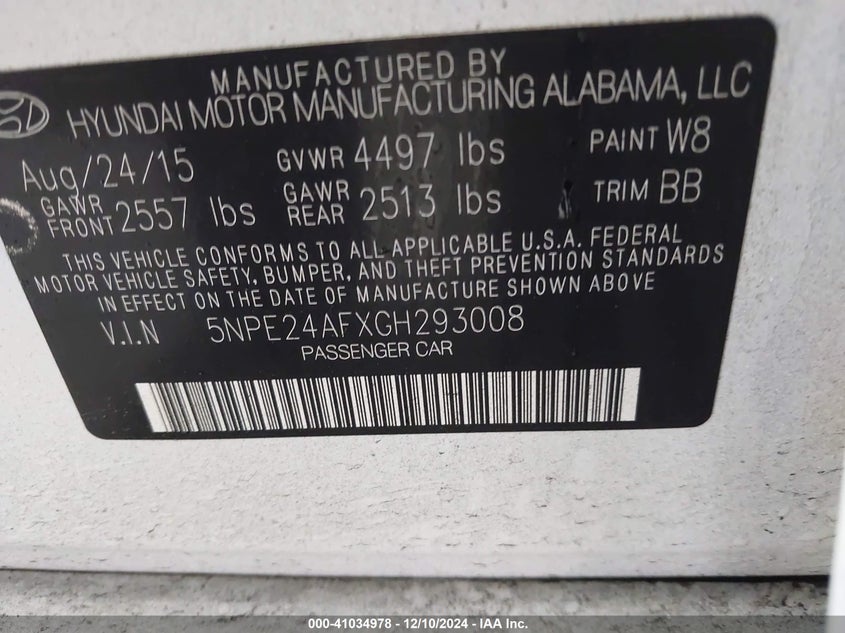 MANUFACTURED BY
HYUNDAI MOTOR MANUFACTURING ALABAMA, LLC
Aug/24/15 GVWR 4497 lbs PAINT W8
GAWR FRONT 2557 lbs GAWR REAR 2513 lbs TRIM BB
THIS VEHICLE CONFORMS TO ALL APPLICABLE U.S.A. FEDERAL
MOTOR VEHICLE SAFETY, BUMPER, AND THEFT PREVENTION STANDARDS
IN EFFECT ON THE DATE OF MANUFACTURE SHOWN ABOVE
V.I.N 5NPE24AFXGH293008
PASSENGER CAR
000-41034978 - 12/10/2024 - IAA Inc.